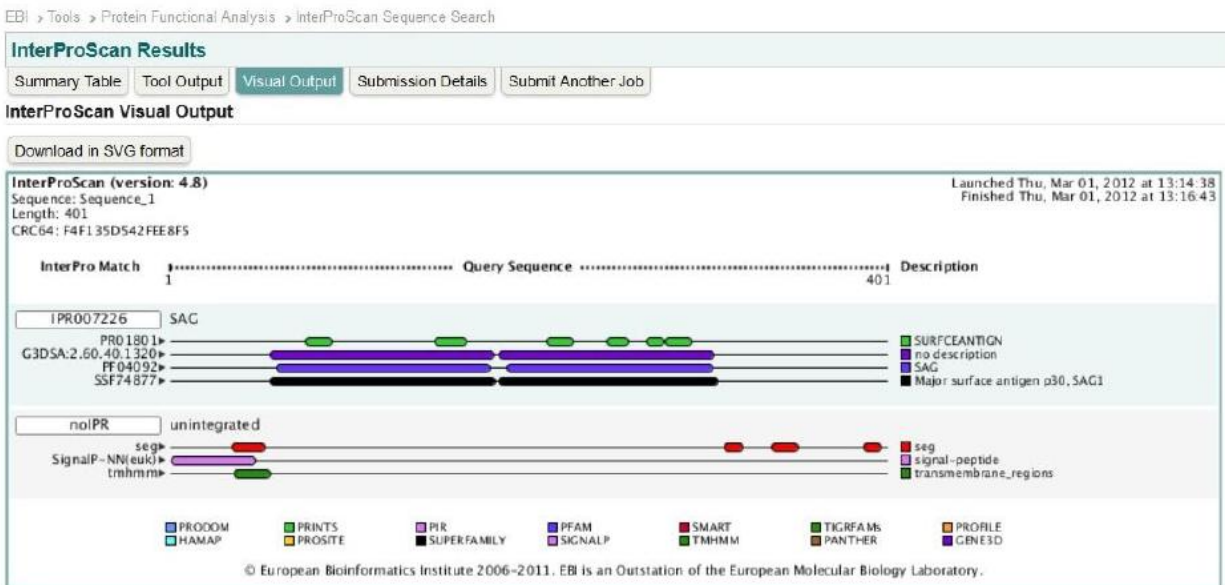 EBI > Tools > Protein Functional Analysis > InterProScan Sequence Search
InterProScan Results
Summary Table Tool Output Visual Output Submission Details Submit Another Job
InterProScan Visual Output
Download in SVG format
InterProScan (version: 4.8) Launched Thu, Mar 01, 2012 at 13:14:38
Sequence: Sequence_1 Finished Thu, Mar 01, 2012 at 13:16:43
Length: 401
CRC64: F4F135D542FEE8F5
InterPro Match Query Sequence Description
1 401
IPR007226 SAG
PR01801 SURFCEANTIGN
G3DSA:2.60.40.1320 no description
PF04092 SAG
SSF74877 Major surface antigen p30, SAG1
noIPR unintegrated
seg seg
SignalP-NN(euk) signal-peptide
tmhmm transmembrane_regions
PRODOM PRINTS PIR PFAM SMART TIGRFAMs PROFILE
HAMAP PROSITE SUPERFAMILY SIGNALP TMHMM PANTHER GENE3D
© European Bioinformatics Institute 2006-2011. EBI is an Outstation of the European Molecular Biology Laboratory.